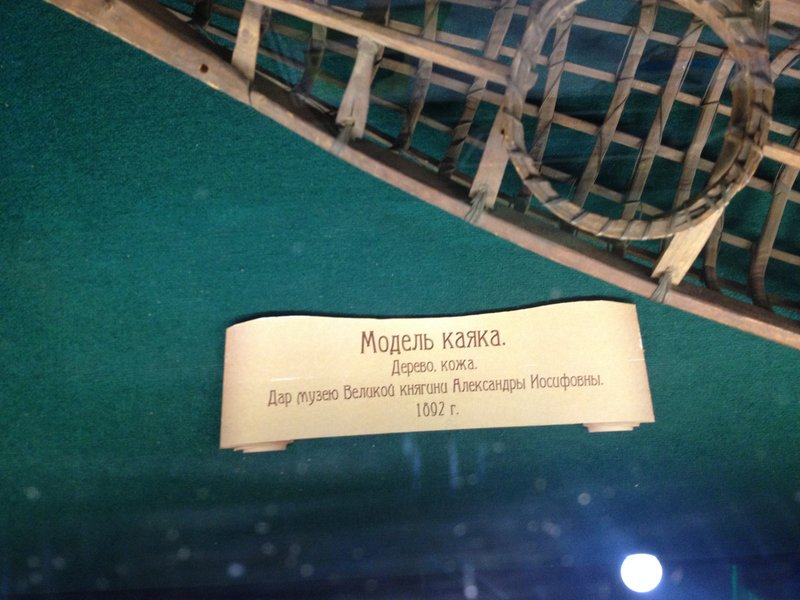 Модель каяка.
Дерево, кожа.
Дар музею Великой княгини Александры Иосифовны.
1892 г.